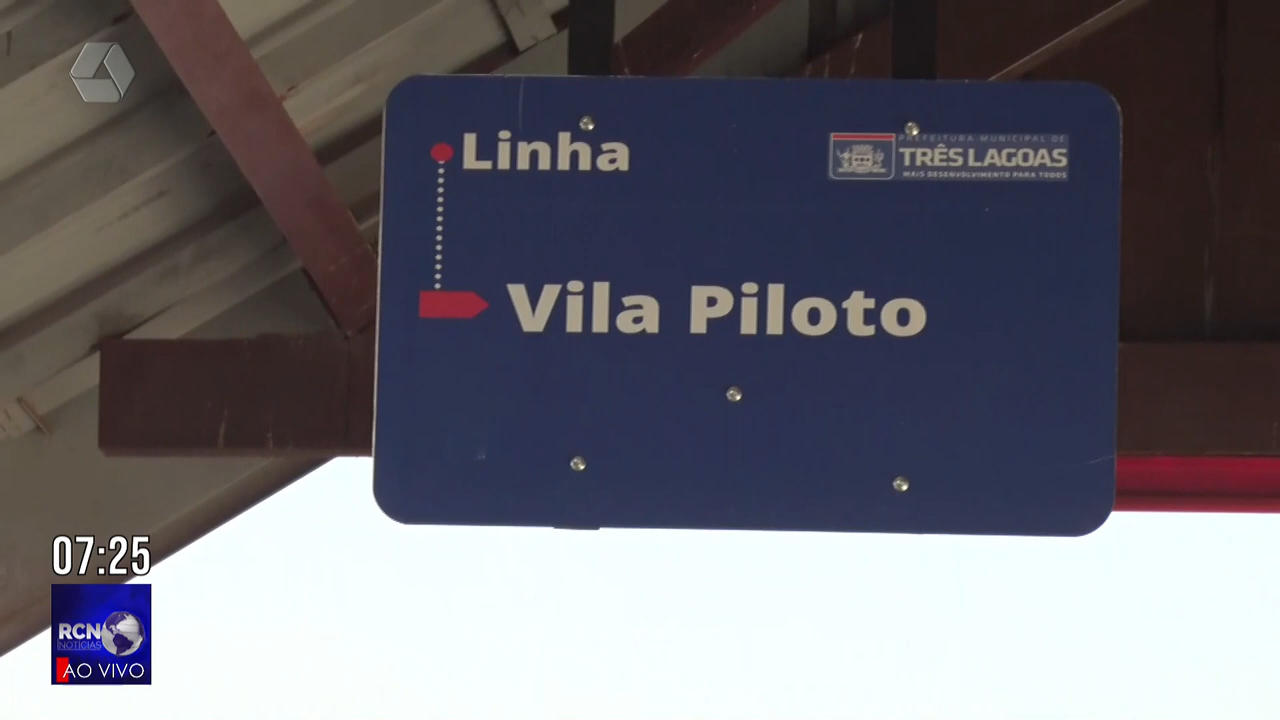 Linha
PREFEITURA MUNICIPAL DE
TRÊS LAGOAS
MAIS DESENVOLVIMENTO PARA TODOS
Vila Piloto
07:25
RCN
NOTÍCIAS
AO VIVO